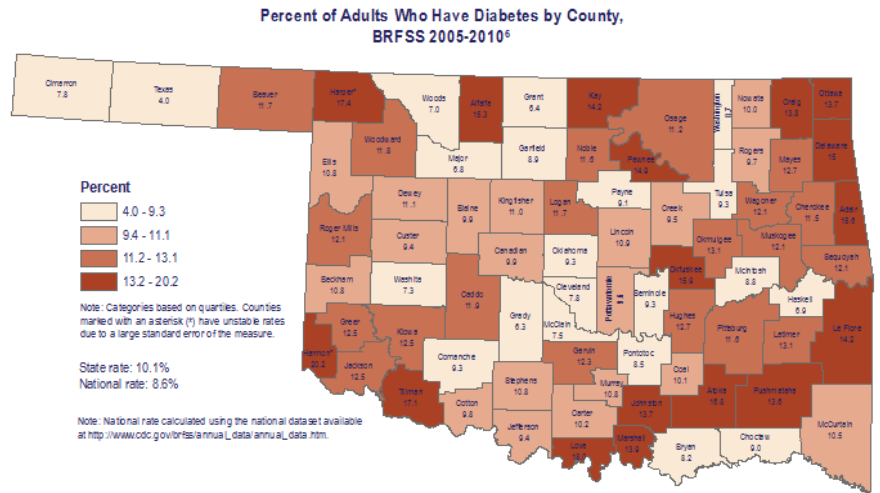 Percent of Adults Who Have Diabetes by County,
BRFSS 2005-2010⁶
Cimarron
7.8
Texas
4.0
Beaver
11.7
Harper*
17.4
Woods
7.0
Alfalfa
15.3
Grant
6.4
Kay
14.2
Osage
11.2
Washington
8.7
Nowata
10.0
Craig
13.8
Ottawa
13.7
Ellis
10.8
Woodward
11.8
Major
6.8
Garfield
8.9
Noble
11.6
Pawnee
14.9
Rogers
9.7
Mayes
12.7
Delaware
15
Dewey
11.1
Blaine
9.9
Kingfisher
11.0
Logan
11.7
Payne
9.1
Creek
9.5
Tulsa
9.3
Wagoner
12.1
Cherokee
11.5
Adair
Roger Mills
12.1
Custer
9.4
Canadian
9.9
Oklahoma
9.3
Lincoln
10.9
Okmulgee
13.1
Muskogee
12.1
Sequoyah
12.1
Beckham
10.8
Washita
7.3
Caddo
11.9
Cleveland
7.8
Pottawatomie
Seminole
9.3
Okfuskee
15.9
McIntosh
8.8
Haskell
6.9
Greer
12.5
Kiowa
12.5
Grady
6.3
McClain
7.5
Hughes
12.7
Pittsburg
11.6
Latimer
13.1
Le Flore
14.2
Harmon*
20.2
Jackson
12.5
Comanche
9.3
Garvin
12.3
Pontotoc
8.5
Coal
10.1
Tillman
17.1
Cotton
9.8
Stephens
10.8
Murray
10.8
Johnston
13.7
Atoka
15.8
Pushmataha
13.6
McCurtain
10.5
Jefferson
9.4
Carter
10.2
Love
Marshall
13.9
Bryan
8.2
Choctaw
9.0
Percent
4.0 - 9.3
9.4 - 11.1
11.2 - 13.1
13.2 - 20.2
Note: Categories based on quartiles. Counties
marked with an asterisk (*) have unstable rates
due to a large standard error of the measure.
State rate: 10.1%
National rate: 8.6%
Note: National rate calculated using the national dataset available
at http://www.cdc.gov/brfss/annual_data/annual_data.htm.